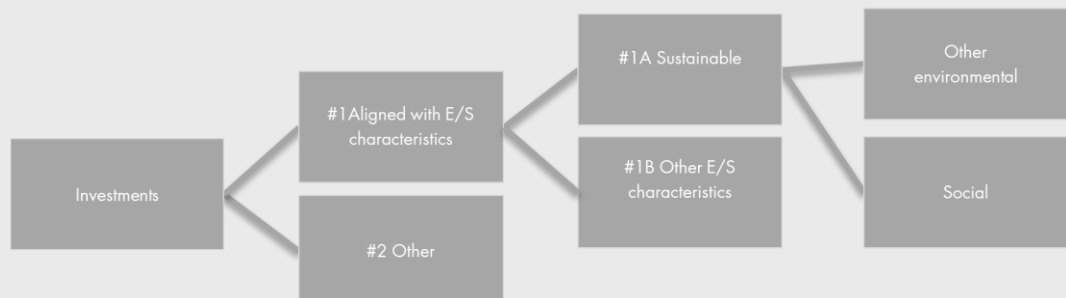 Investments
#1Aligned with E/S
characteristics
#2 Other
#1A Sustainable
#1B Other E/S
characteristics
Other
environmental
Social